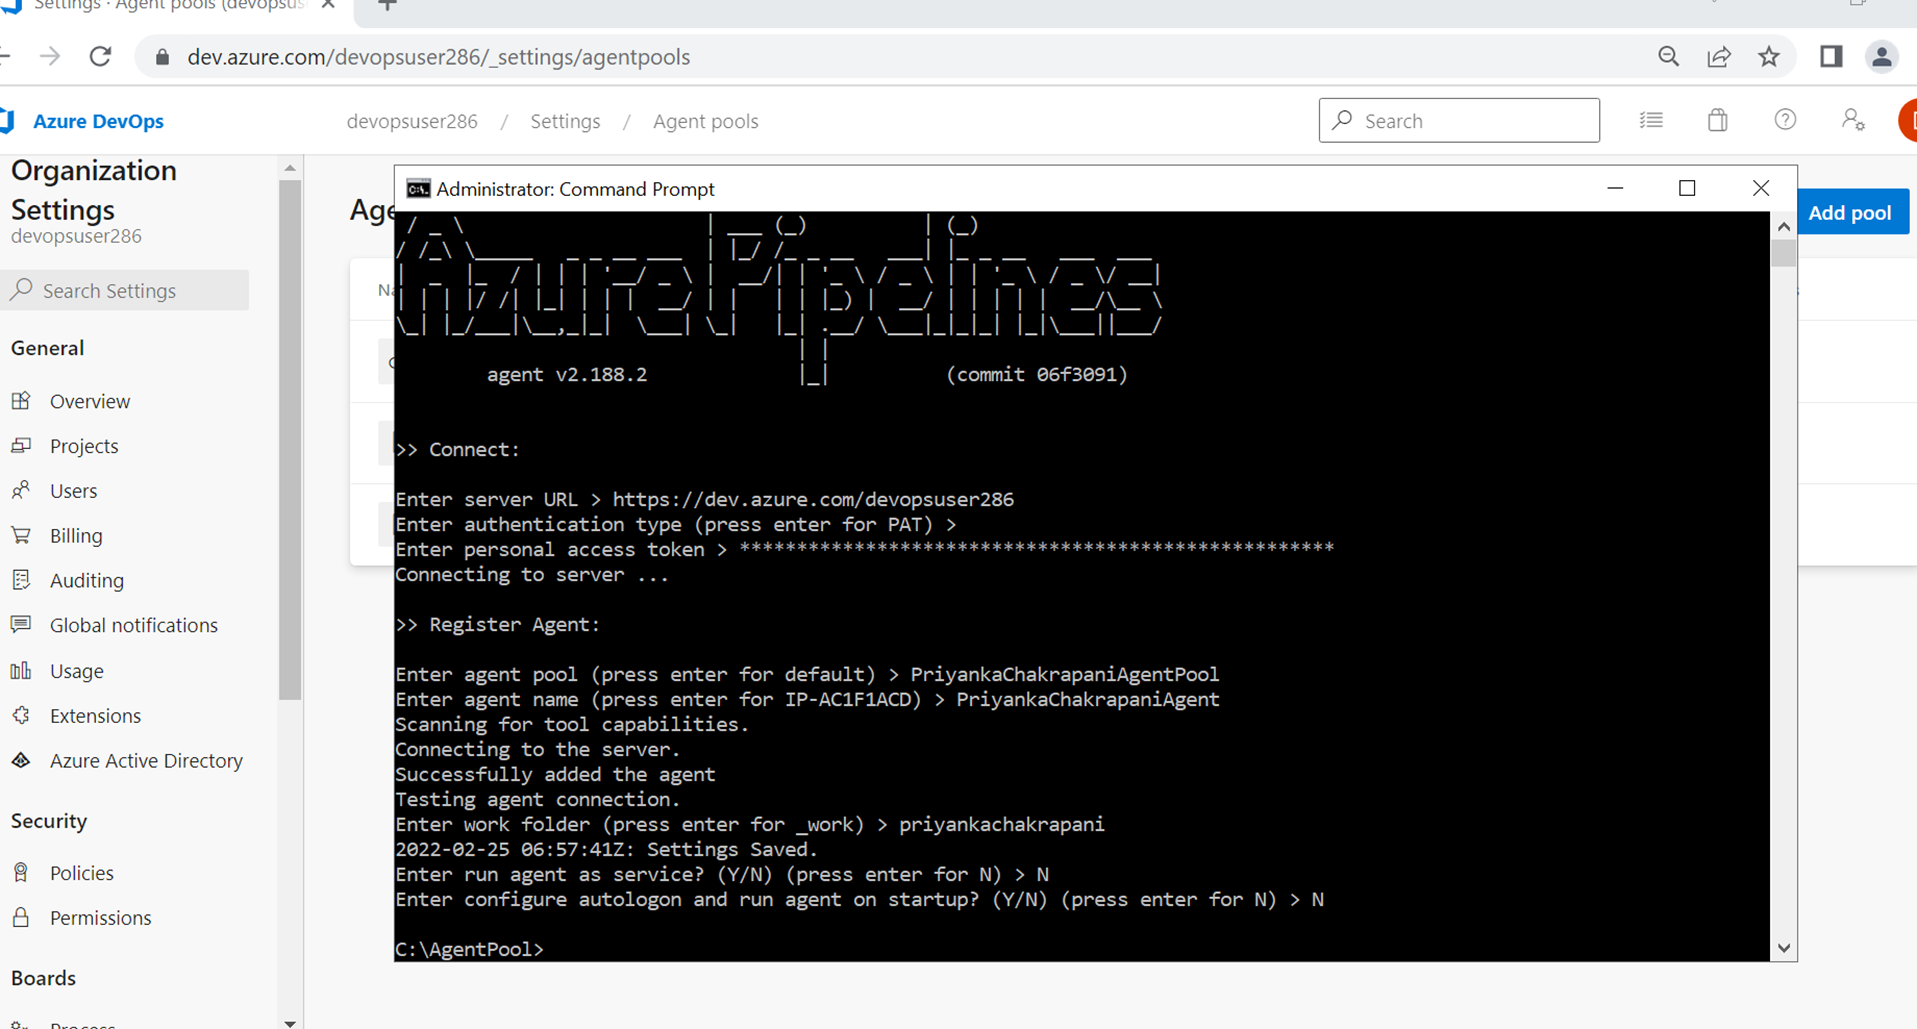 Settings · Agent pools (devopsus
dev.azure.com/devopsuser286/_settings/agentpools
Azure DevOps
devopsuser286 / Settings / Agent pools
Search
Organization
Settings
devopsuser286
Search Settings
General
Overview
Projects
Users
Billing
Auditing
Global notifications
Usage
Extensions
Azure Active Directory
Security
Policies
Permissions
Boards
Process
Age
Add pool
Na
Administrator: Command Prompt
Azure Pipelines
agent v2.188.2 (commit 06f3091)
>> Connect:
Enter server URL > https://dev.azure.com/devopsuser286
Enter authentication type (press enter for PAT) >
Enter personal access token > ****************************************************
Connecting to server ...
>> Register Agent:
Enter agent pool (press enter for default) > PriyankaChakrapaniAgentPool
Enter agent name (press enter for IP-AC1F1ACD) > PriyankaChakrapaniAgent
Scanning for tool capabilities.
Connecting to the server.
Successfully added the agent
Testing agent connection.
Enter work folder (press enter for _work) > priyankachakrapani
2022-02-25 06:57:41Z: Settings Saved.
Enter run agent as service? (Y/N) (press enter for N) > N
Enter configure autologon and run agent on startup? (Y/N) (press enter for N) > N
C:\AgentPool>